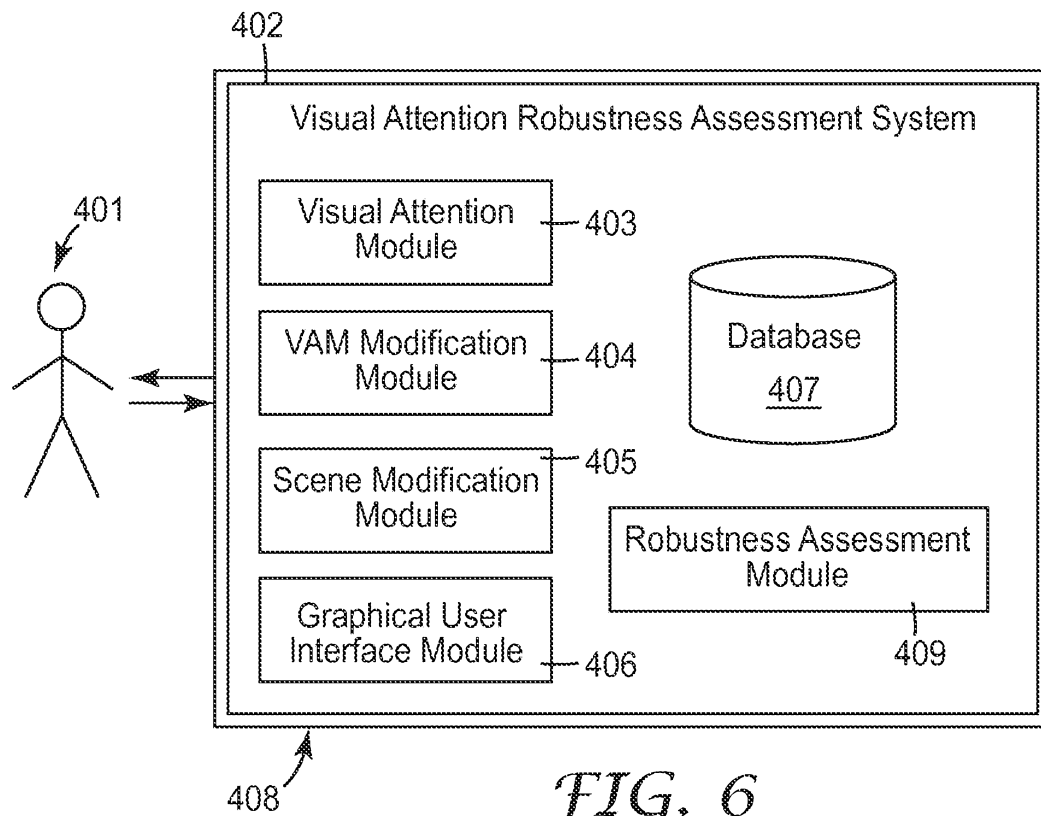 402
Visual Attention Robustness Assessment System
401
Visual Attention
Module
403
VAM Modification
Module
404
Database
407
Scene Modification
Module
405
Robustness Assessment
Module
409
Graphical User
Interface Module
406
408
FIG. 6